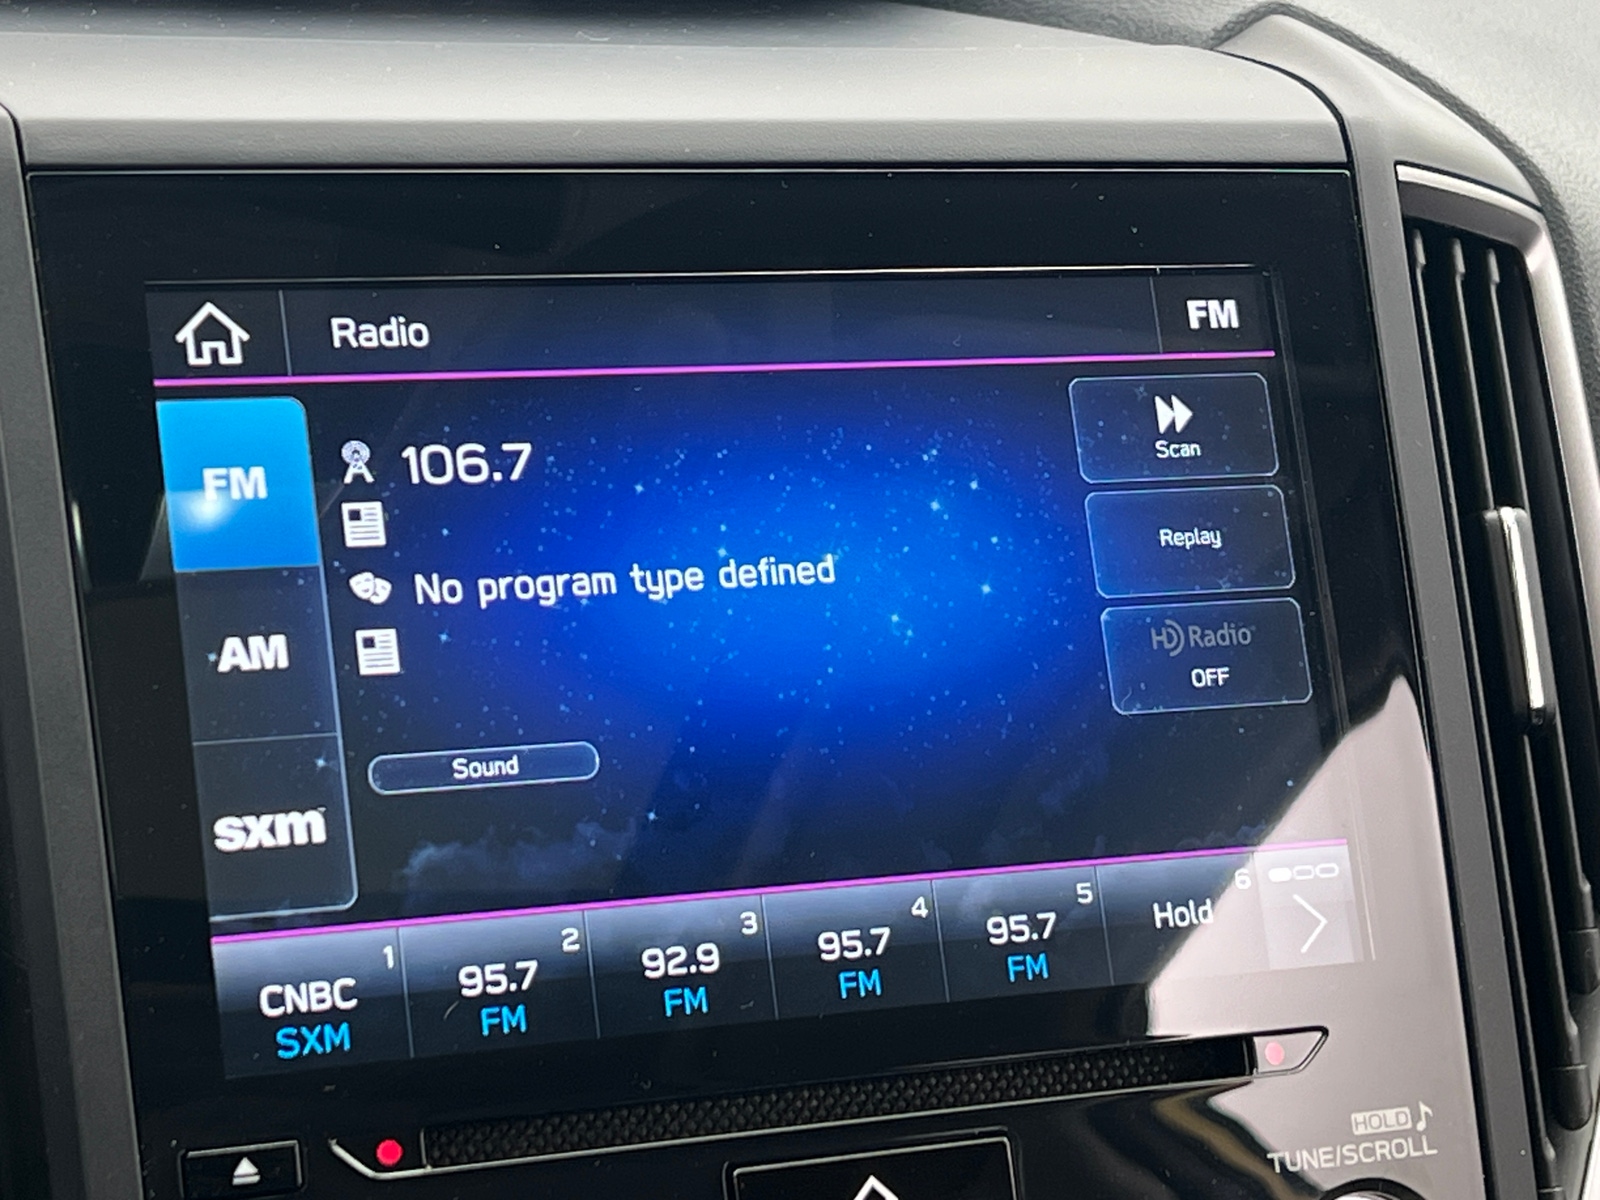 Radio
FM
FM
106.7
Scan
Replay
No program type defined
AM
HD Radio
OFF
Sound
sxm
1
CNBC
SXM
2
95.7
FM
3
92.9
FM
4
95.7
FM
5
95.7
FM
6
Hold
HOLD
TUNE/SCROLL